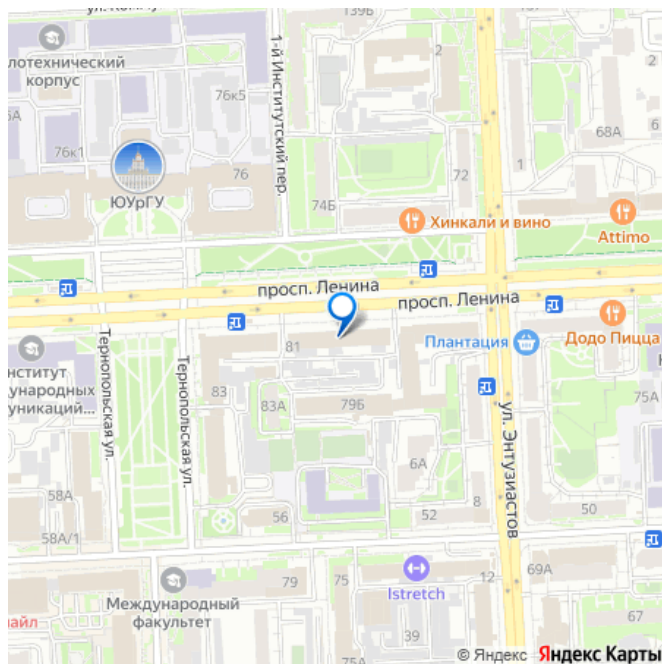 139Б
лотехнический
корпус
1-й Институтский пер.
2
2
76к5
68А
76к1
76
72
1
74Б
ЮУрГУ
Хинкали и вино
Attimo
просп. Ленина
просп. Ленина
Додо Пицца
Плантация
81
нститут
дународных
уникаций...
Тернопольская ул.
Тернопольская ул.
83
83А
79Б
75А
ул. Энтузиастов
6А
58А
8
50
56
52
58А/1
79
75
12
69А
Международный
факультет
Istretch
айл
39
© Яндекс Яндекс Карты